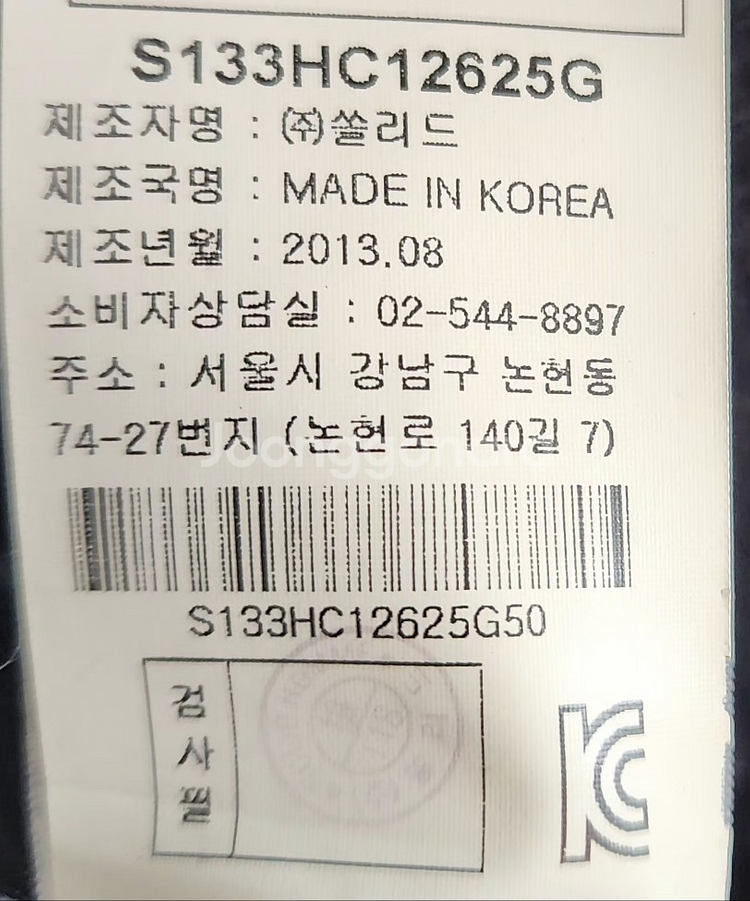 S133HC12625G
제조자명 : ㈜쏠리드
제조국명 : MADE IN KOREA
제조년월 : 2013.08
소비자상담실 : 02-544-8897
주소 : 서울시 강남구 논현동
74-27번지 (논현로 140길 7)
S133HC12625G50
검
사
필